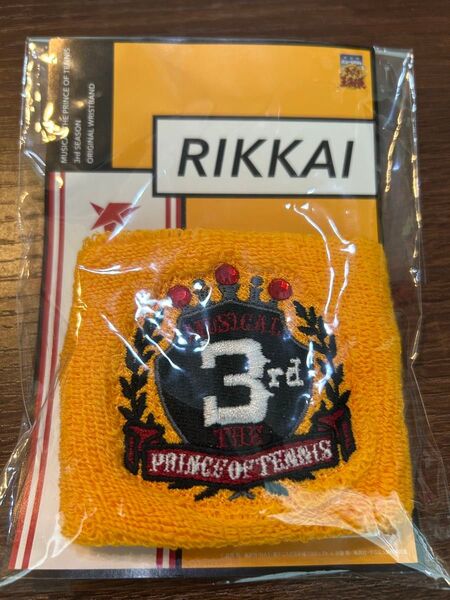 MUSICAL THE PRINCE OF TENNIS
3rd SEASON
ORIGINAL WRISTBAND
RIKKAI
MUSICAL
3rd
THE
PRINCE OF TENNIS